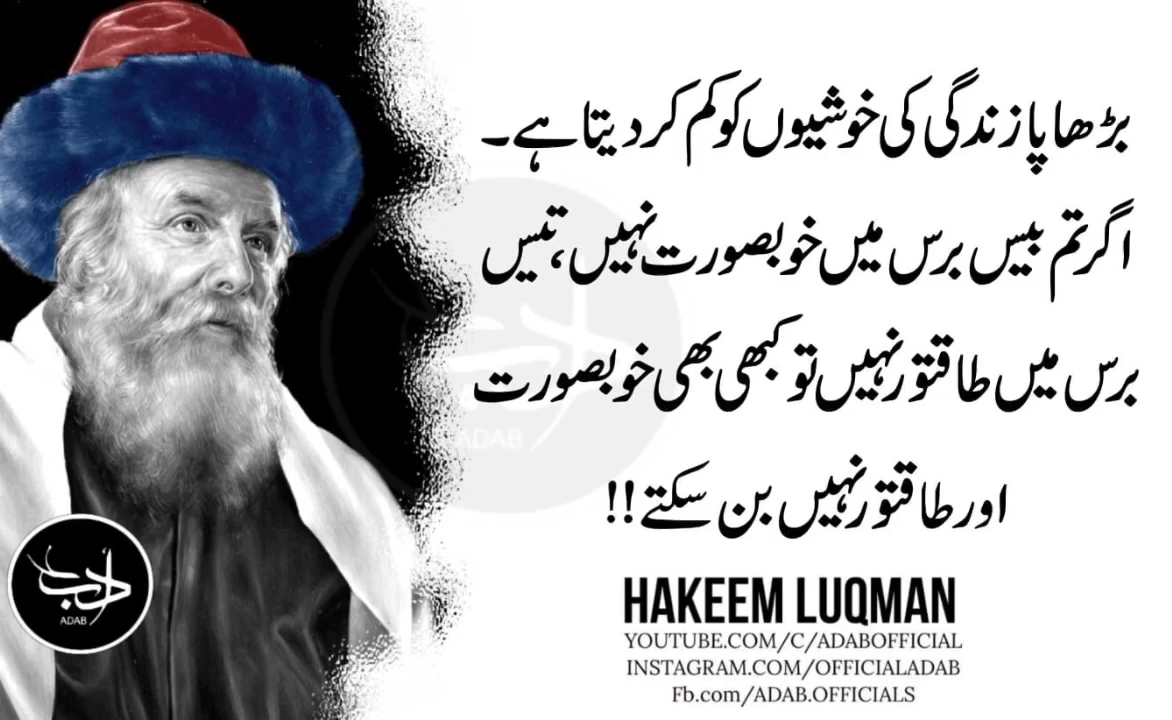 بڑھاپا زندگی کی خوشیوں کو کم کر دیتا ہے۔
اگر تم بیس برس میں خوبصورت نہیں، تیس
برس میں طاقتور نہیں تو کبھی بھی خوبصورت
اور طاقتور نہیں بن سکتے!!
HAKEEM LUQMAN
YOUTUBE.COM/C/ADABOFFICIAL
INSTAGRAM.COM/OFFICIALADAB
Fb.com/ADAB.OFFICIALS
ادب
ADAB
ادب
ADAB